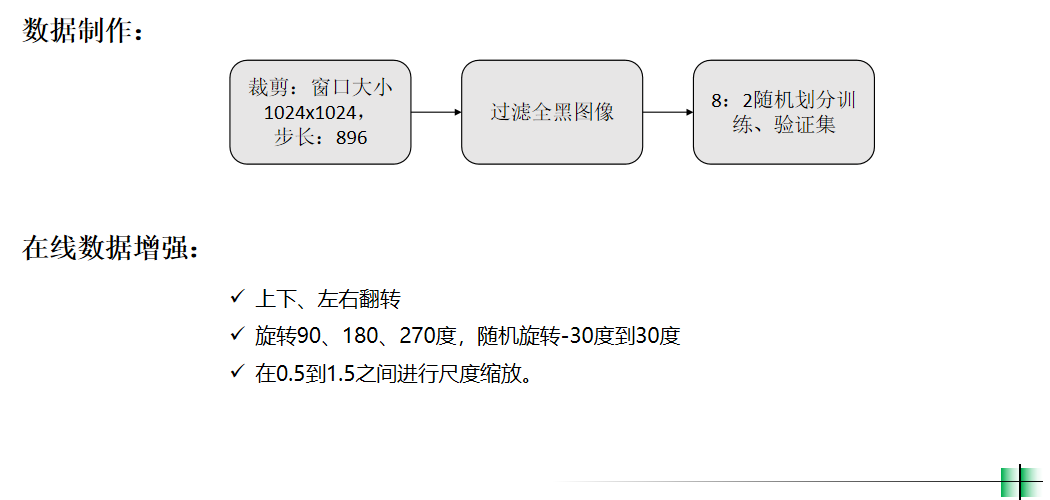 数据制作：
裁剪：窗口大小
1024x1024，
步长：896
过滤全黑图像
8：2随机划分训
练、验证集
在线数据增强：
✓ 上下、左右翻转
✓ 旋转90、180、270度，随机旋转-30度到30度
✓ 在0.5到1.5之间进行尺度缩放。